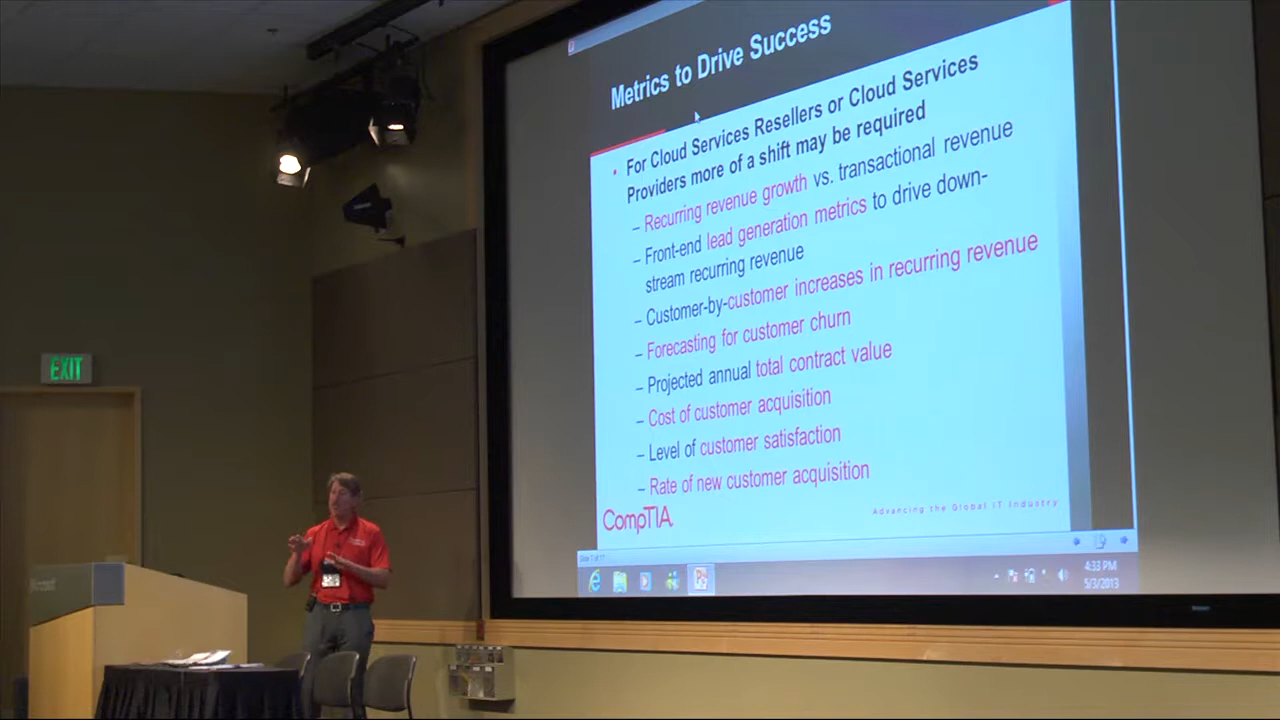 Metrics to Drive Success
• For Cloud Services Resellers or Cloud Services
Providers more of a shift may be required
– Recurring revenue growth vs. transactional revenue
– Front-end lead generation metrics to drive down-
stream recurring revenue
– Customer-by-customer increases in recurring revenue
– Forecasting for customer churn
– Projected annual total contract value
– Cost of customer acquisition
– Level of customer satisfaction
– Rate of new customer acquisition
CompTIA
Advancing the Global IT Industry
4:33 PM
5/3/2013
EXIT
Microsoft